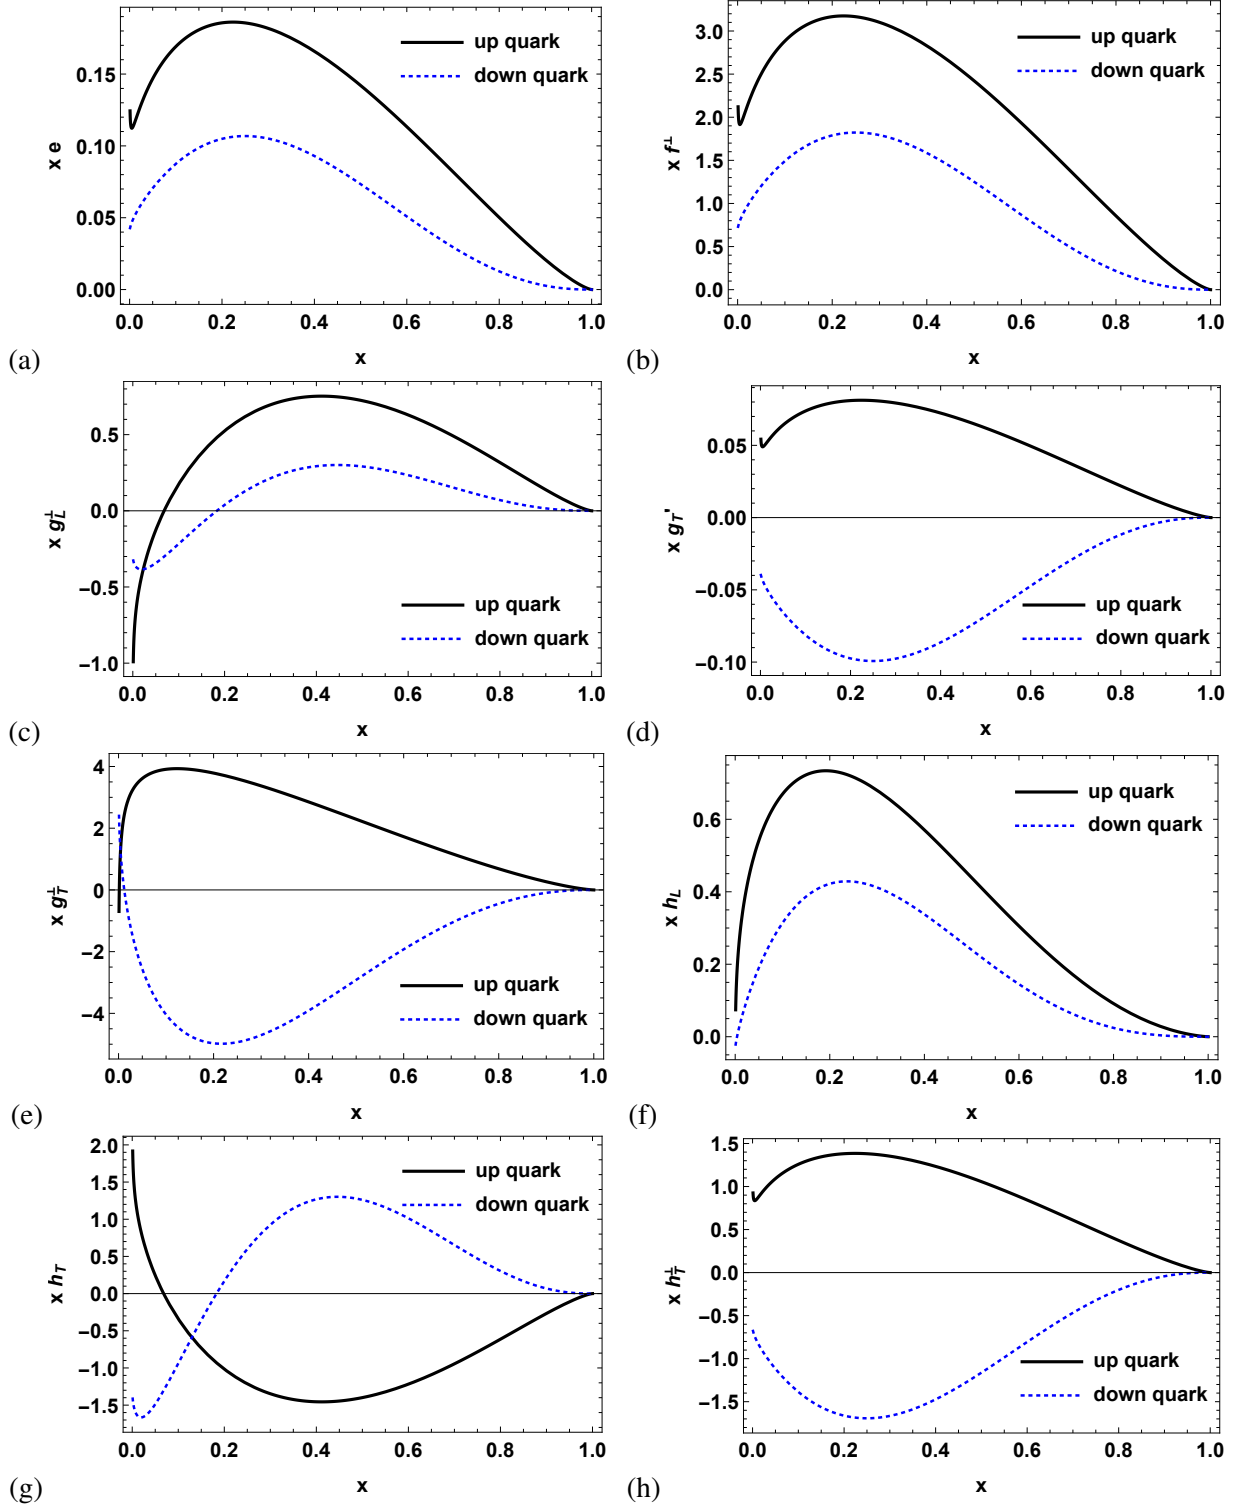 x e
0.15
0.10
0.05
0.00
up quark
down quark
0.0 0.2 0.4 0.6 0.8 1.0
x
(a)
x f⊥
3.0
2.5
2.0
1.5
1.0
0.5
0.0
up quark
down quark
0.0 0.2 0.4 0.6 0.8 1.0
x
(b)
x g⊥L
0.5
0.0
−0.5
−1.0
up quark
down quark
0.0 0.2 0.4 0.6 0.8 1.0
x
(c)
x gT'
0.05
0.00
−0.05
−0.10
up quark
down quark
0.0 0.2 0.4 0.6 0.8 1.0
x
(d)
x g⊥T
4
2
0
−2
−4
up quark
down quark
0.0 0.2 0.4 0.6 0.8 1.0
x
(e)
x hL
0.6
0.4
0.2
0.0
up quark
down quark
0.0 0.2 0.4 0.6 0.8 1.0
x
(f)
x hT
2.0
1.5
1.0
0.5
0.0
−0.5
−1.0
−1.5
up quark
down quark
0.0 0.2 0.4 0.6 0.8 1.0
x
(g)
x h⊥T
1.5
1.0
0.5
0.0
−0.5
−1.0
−1.5
up quark
down quark
0.0 0.2 0.4 0.6 0.8 1.0
x
(h)